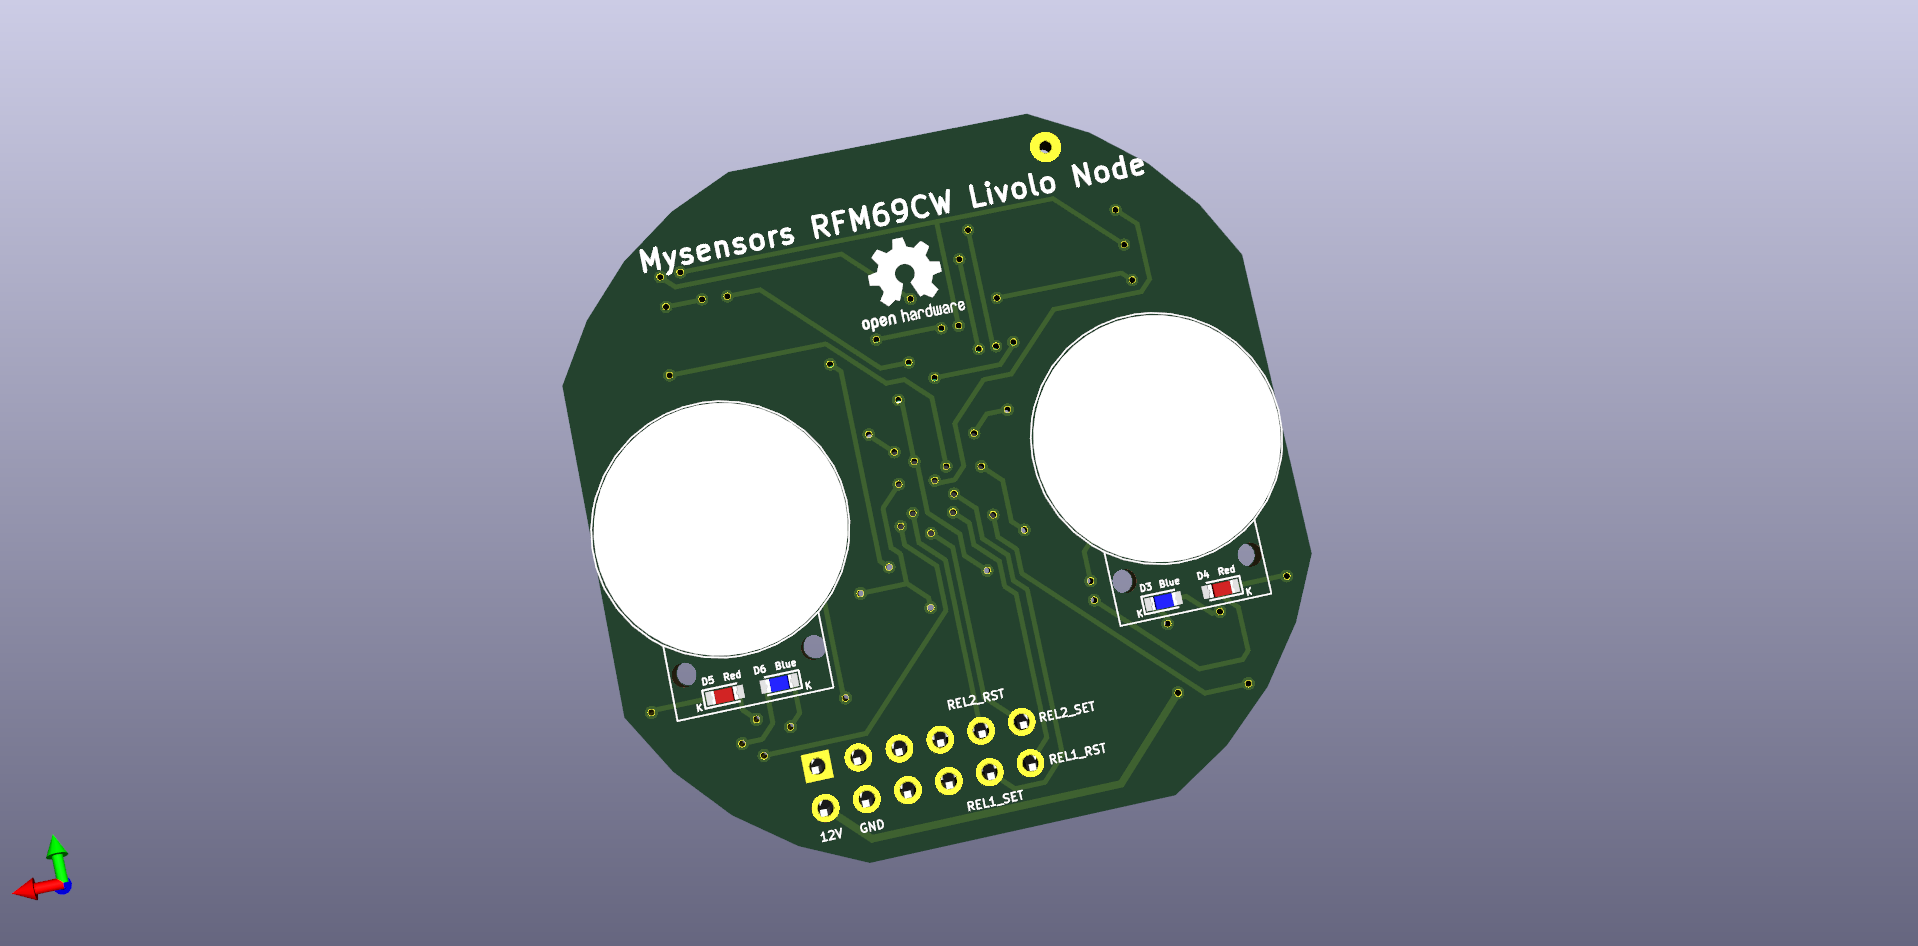 Mysensors RFM69CW Livolo Node
open hardware
D3 Blue
D4 Red
K
K
D5 Red
D6 Blue
K
K
REL2_RST
REL2_SET
REL1_RST
REL1_SET
12V
GND